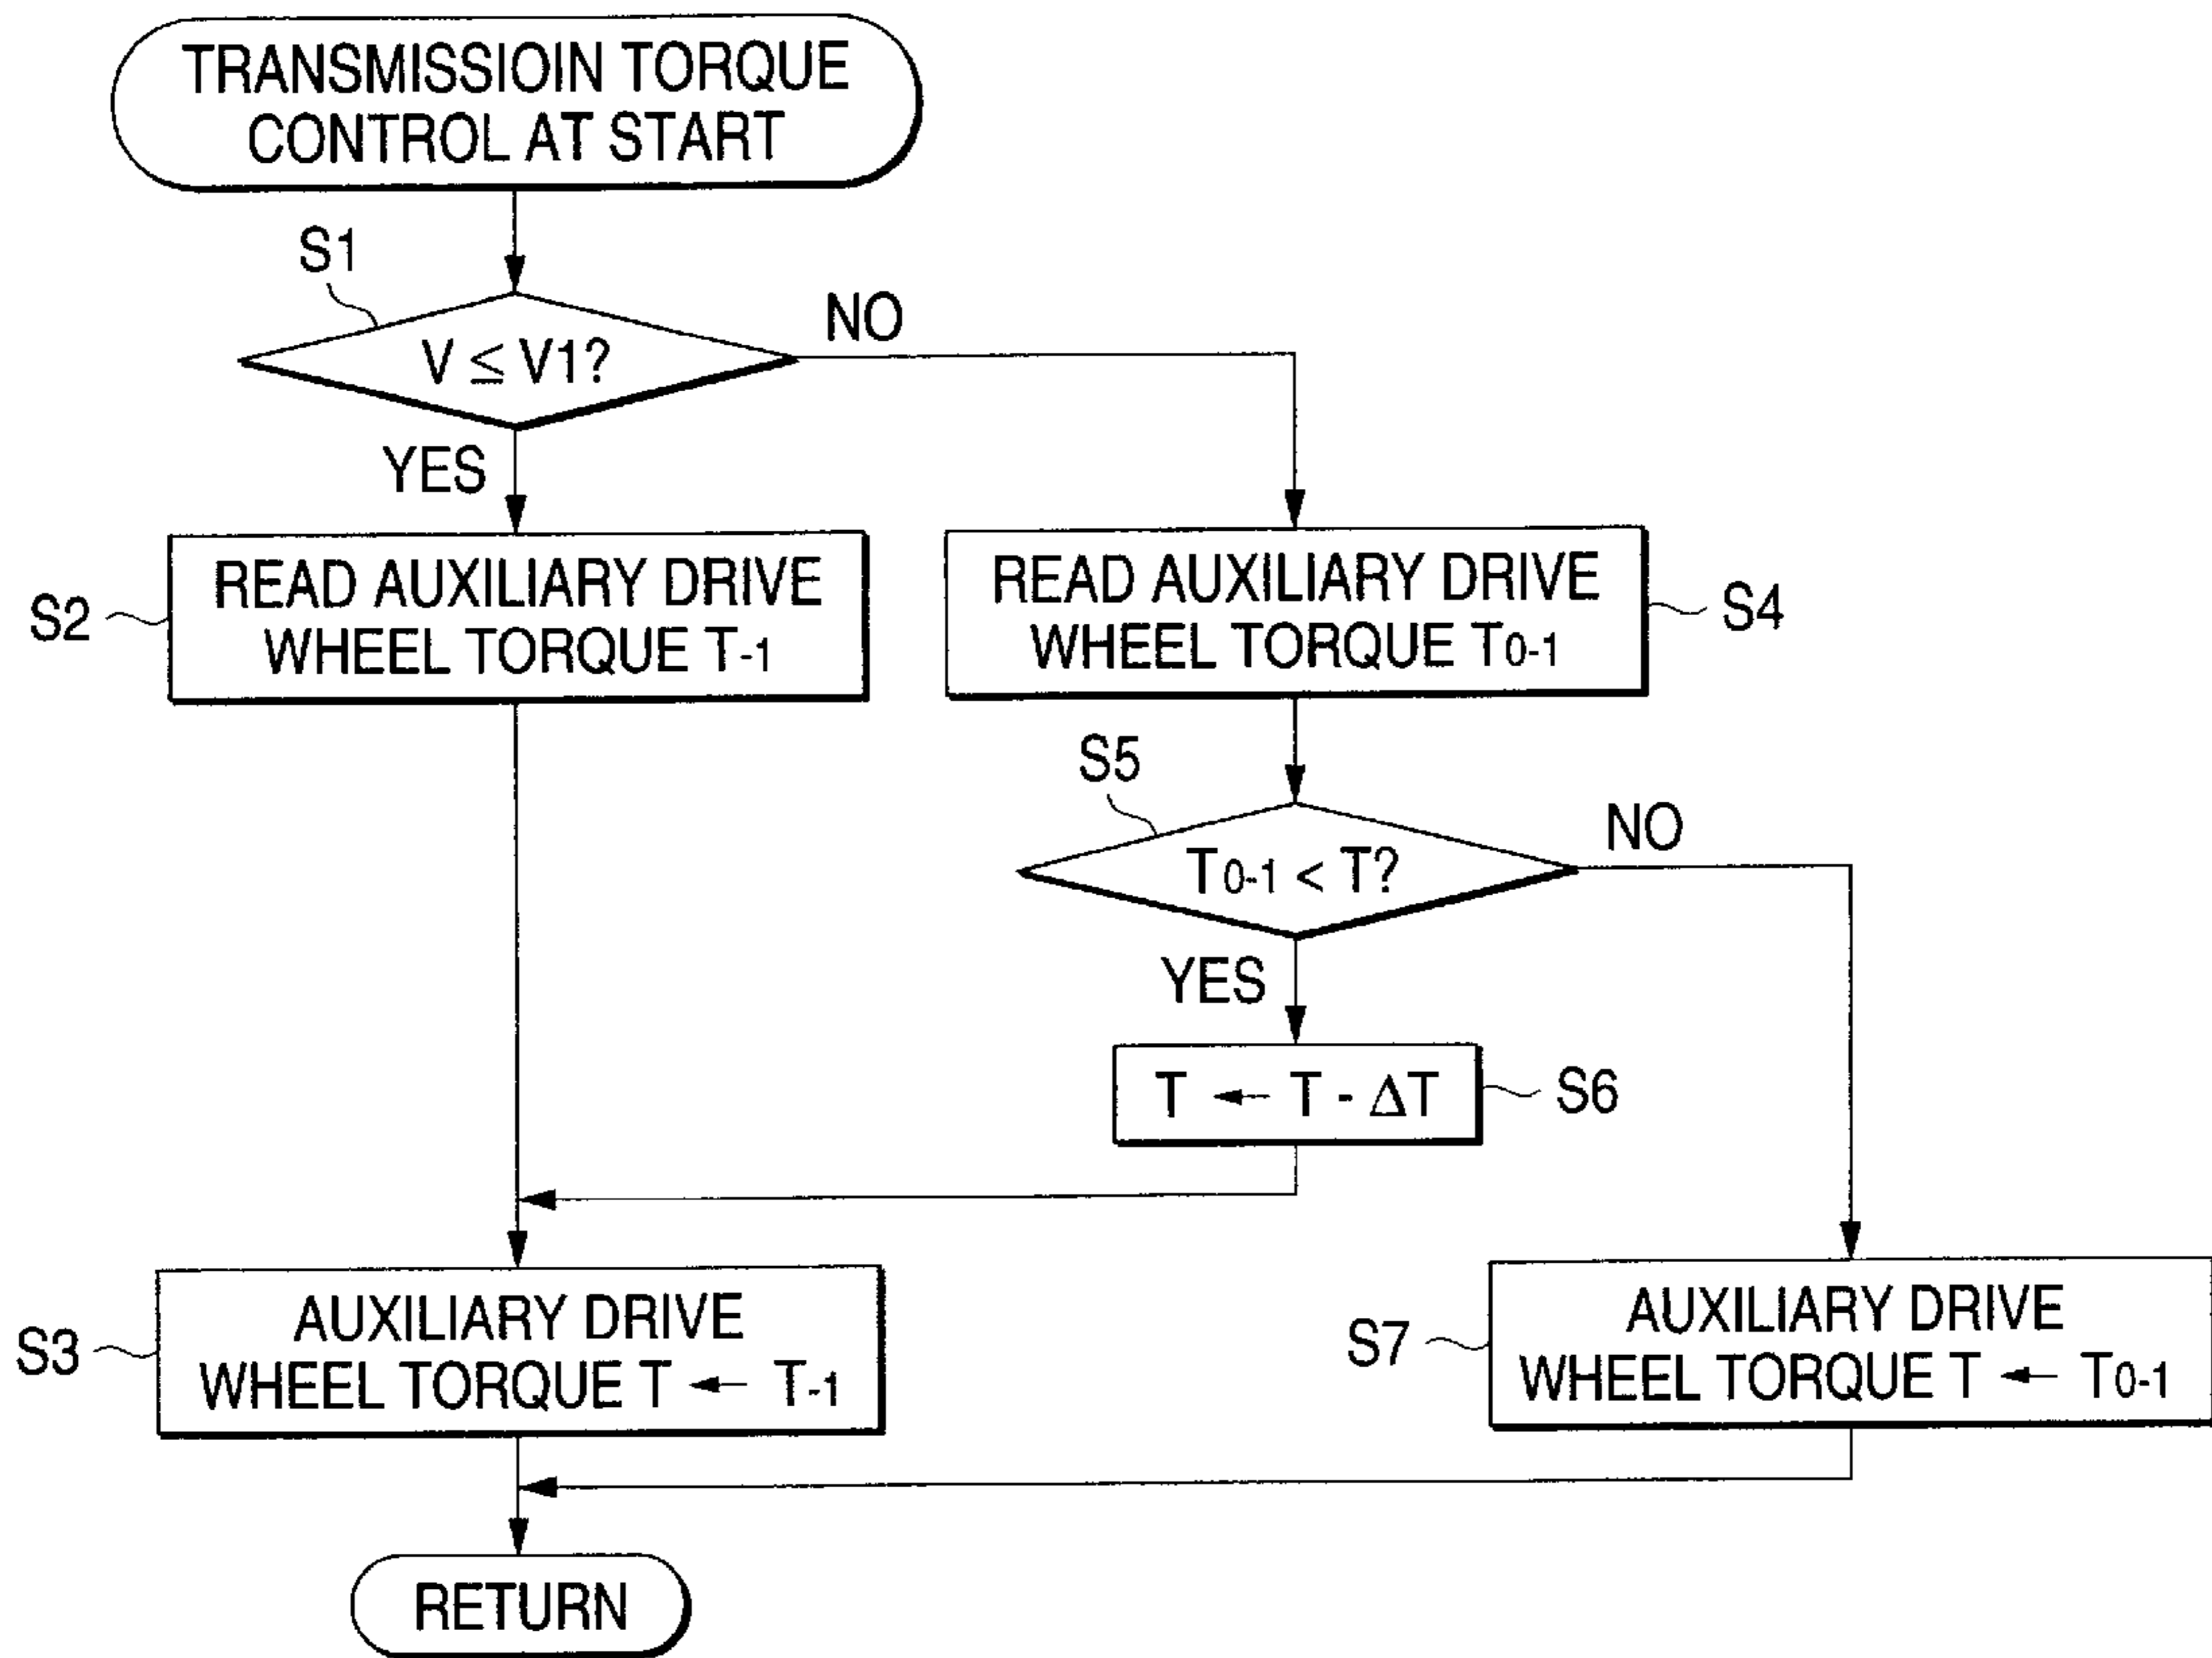 TRANSMISSIOIN TORQUE
CONTROL AT START
S1
V ≤ V1?
NO
YES
S2
READ AUXILIARY DRIVE
WHEEL TORQUE T-1
READ AUXILIARY DRIVE
WHEEL TORQUE T0-1
S4
S5
T0-1 < T?
NO
YES
T ← T - ΔT
S6
S3
AUXILIARY DRIVE
WHEEL TORQUE T ← T-1
S7
AUXILIARY DRIVE
WHEEL TORQUE T ← T0-1
RETURN